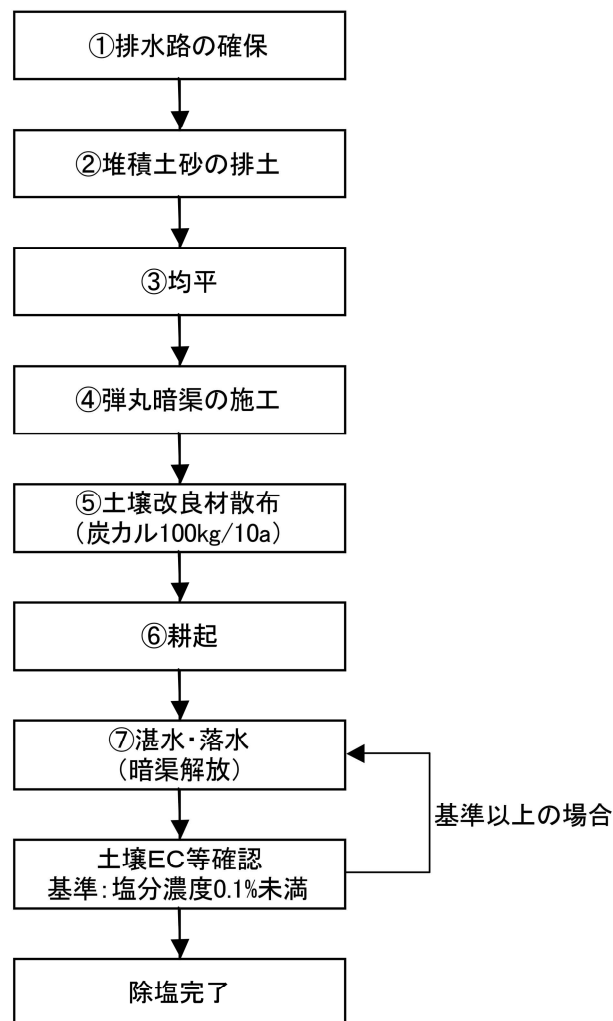 ①排水路の確保
②堆積土砂の排土
③均平
④弾丸暗渠の施工
⑤土壌改良材散布
（炭カル100kg/10a）
⑥耕起
⑦湛水・落水
（暗渠解放）
基準以上の場合
土壌EC等確認
基準：塩分濃度0.1%未満
除塩完了